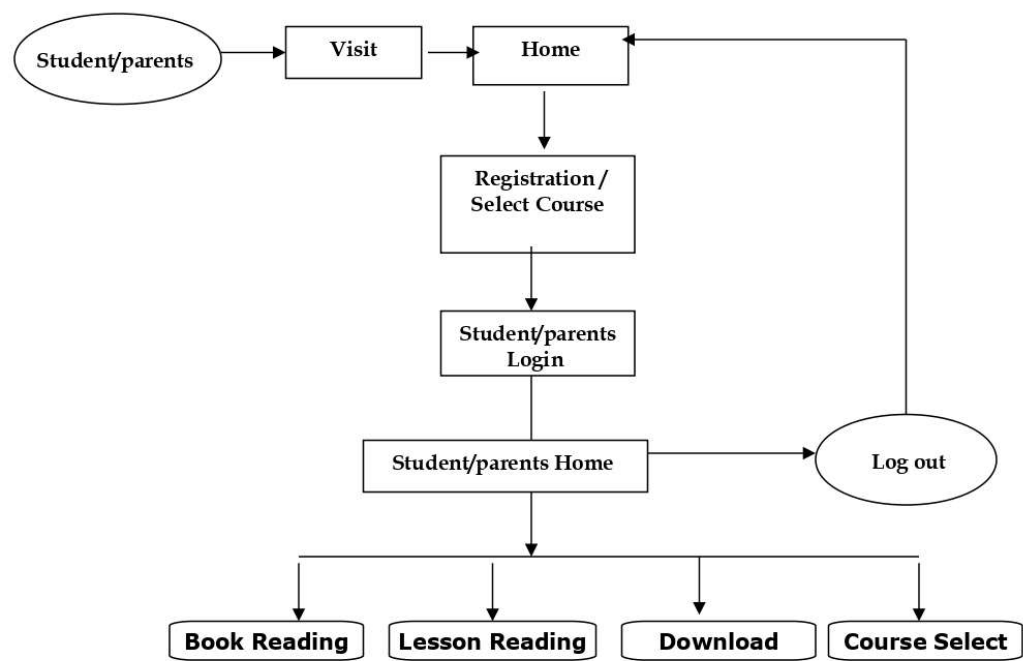 Student/parents
Visit
Home
Registration /
Select Course
Student/parents
Login
Student/parents Home
Log out
Book Reading
Lesson Reading
Download
Course Select